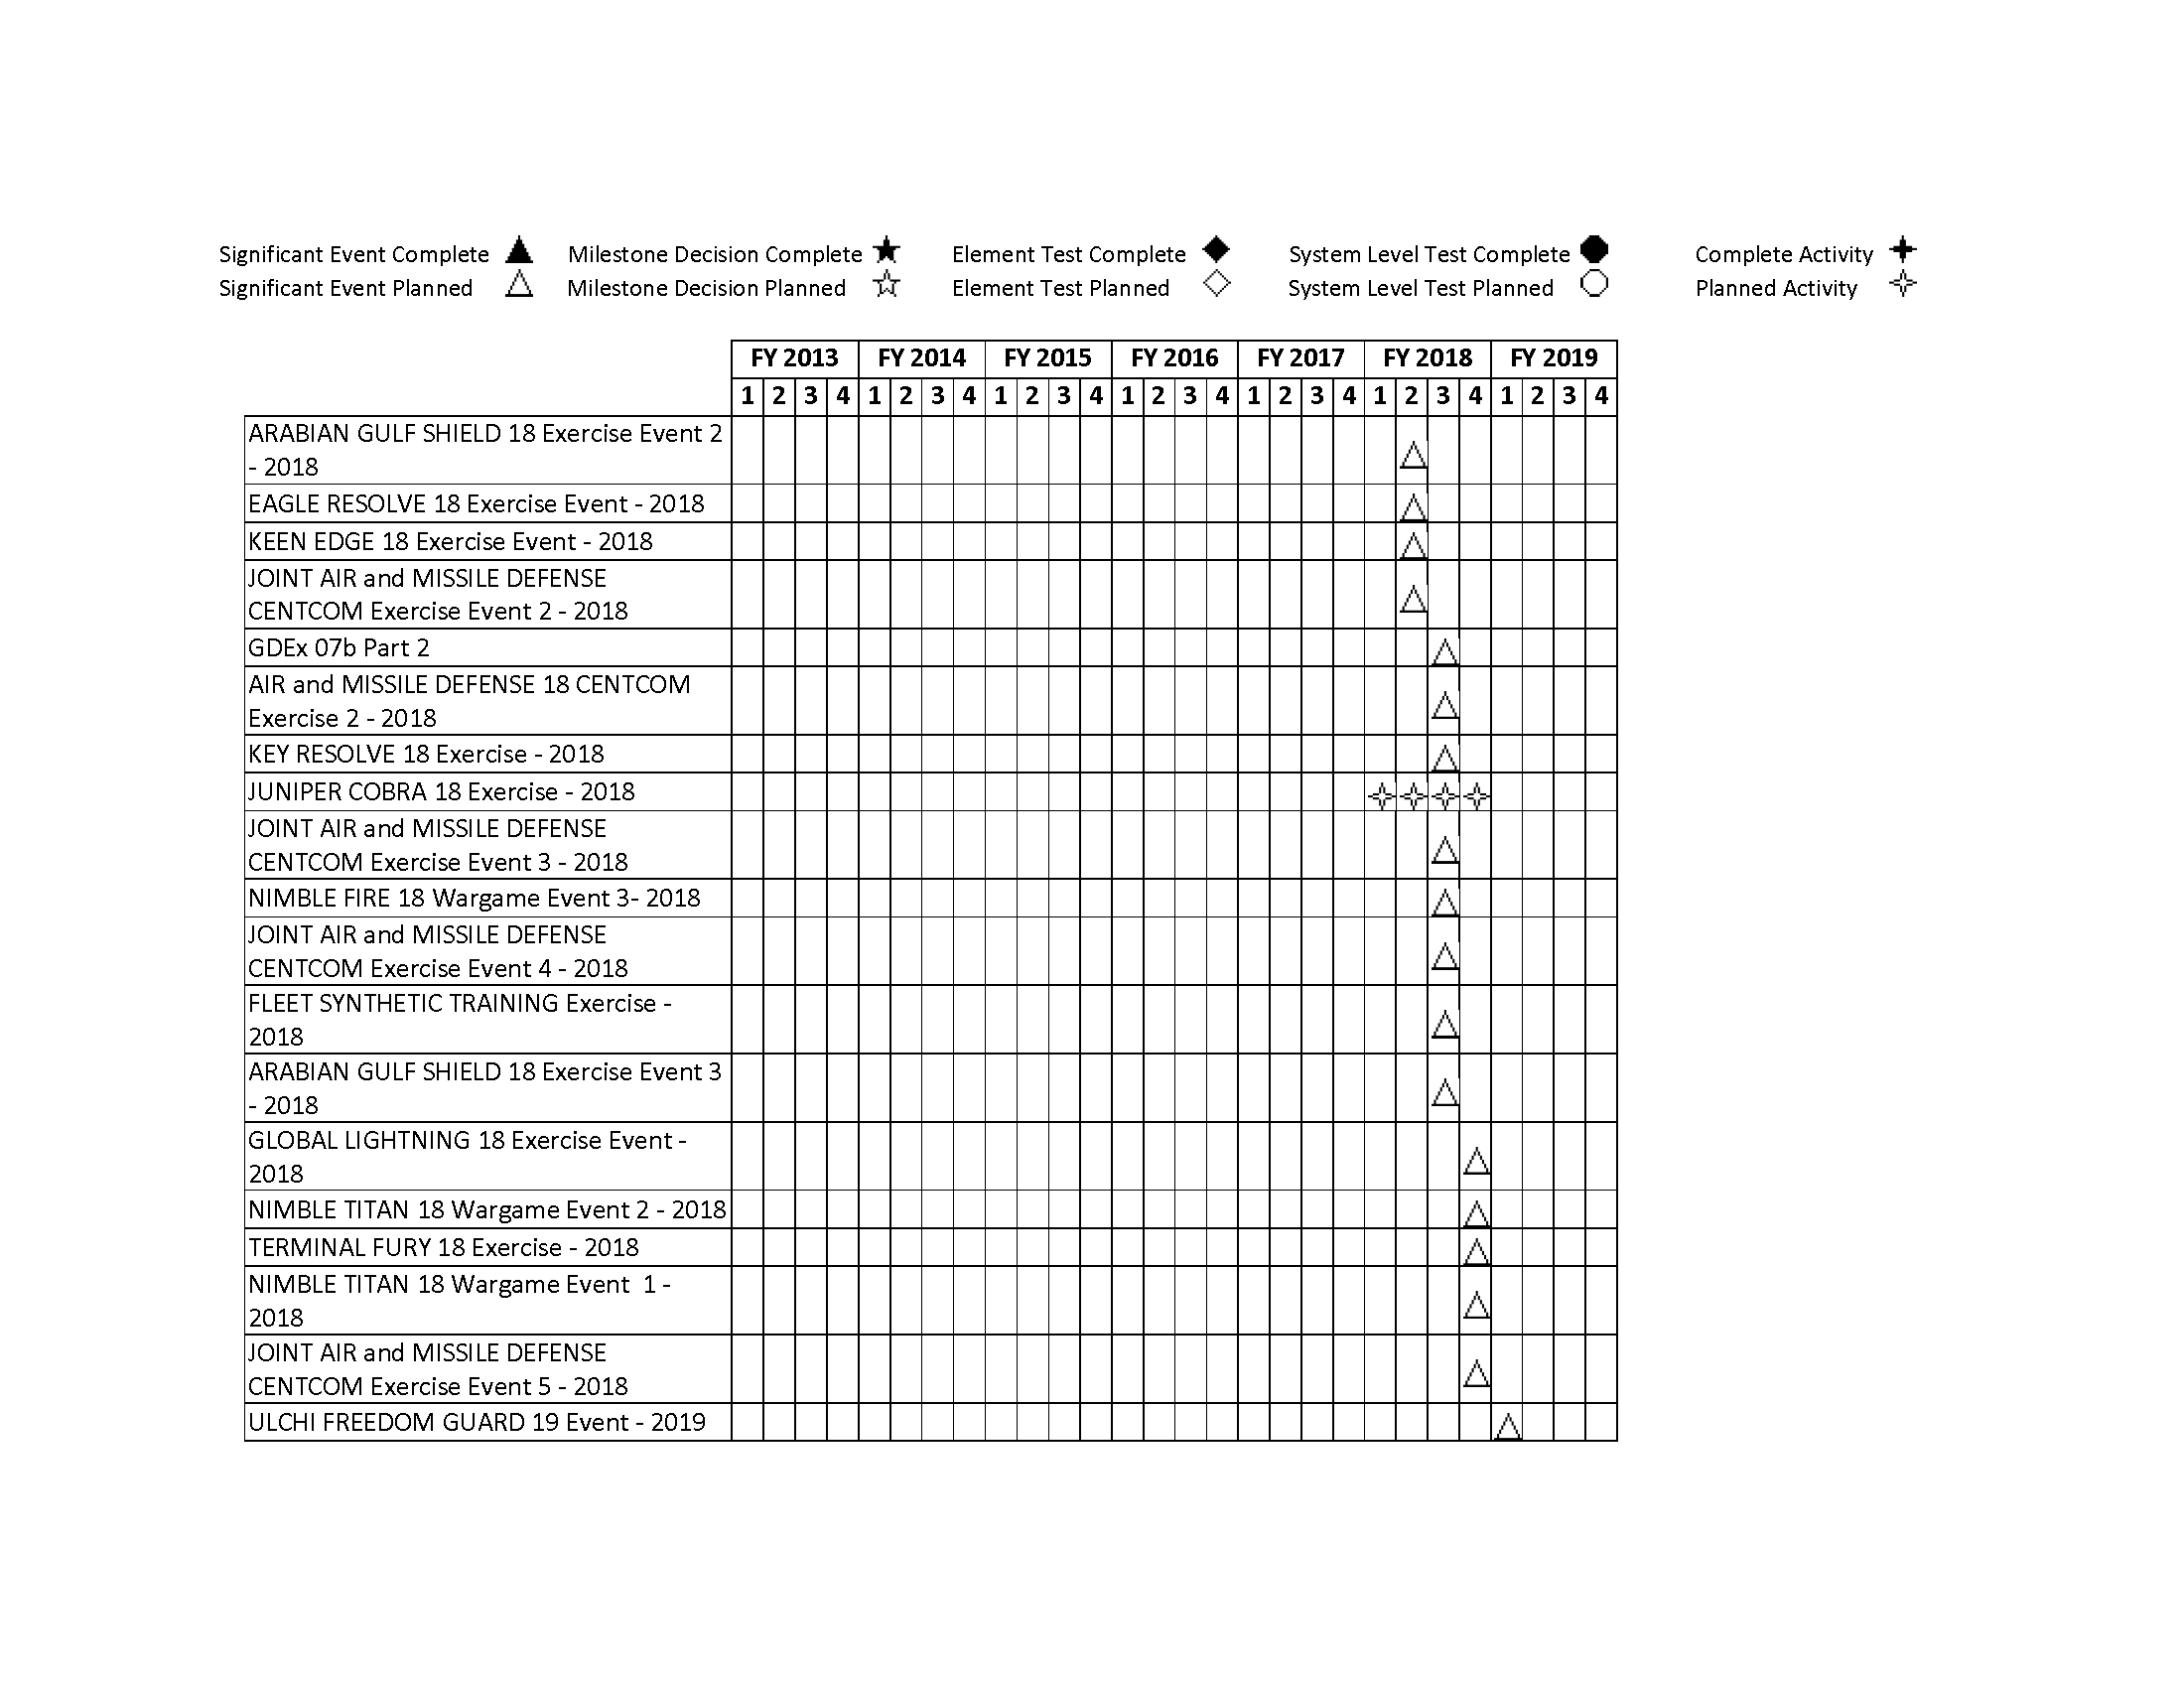 Significant Event Complete Milestone Decision Complete Element Test Complete System Level Test Complete Complete Activity
Significant Event Planned Milestone Decision Planned Element Test Planned System Level Test Planned Planned Activity
FY 2013 FY 2014 FY 2015 FY 2016 FY 2017 FY 2018 FY 2019
1 2 3 4 1 2 3 4 1 2 3 4 1 2 3 4 1 2 3 4 1 2 3 4 1 2 3 4
ARABIAN GULF SHIELD 18 Exercise Event 2
- 2018
EAGLE RESOLVE 18 Exercise Event - 2018
KEEN EDGE 18 Exercise Event - 2018
JOINT AIR and MISSILE DEFENSE
CENTCOM Exercise Event 2 - 2018
GDEx 07b Part 2
AIR and MISSILE DEFENSE 18 CENTCOM
Exercise 2 - 2018
KEY RESOLVE 18 Exercise - 2018
JUNIPER COBRA 18 Exercise - 2018
JOINT AIR and MISSILE DEFENSE
CENTCOM Exercise Event 3 - 2018
NIMBLE FIRE 18 Wargame Event 3- 2018
JOINT AIR and MISSILE DEFENSE
CENTCOM Exercise Event 4 - 2018
FLEET SYNTHETIC TRAINING Exercise -
2018
ARABIAN GULF SHIELD 18 Exercise Event 3
- 2018
GLOBAL LIGHTNING 18 Exercise Event -
2018
NIMBLE TITAN 18 Wargame Event 2 - 2018
TERMINAL FURY 18 Exercise - 2018
NIMBLE TITAN 18 Wargame Event  1 -
2018
JOINT AIR and MISSILE DEFENSE
CENTCOM Exercise Event 5 - 2018
ULCHI FREEDOM GUARD 19 Event - 2019